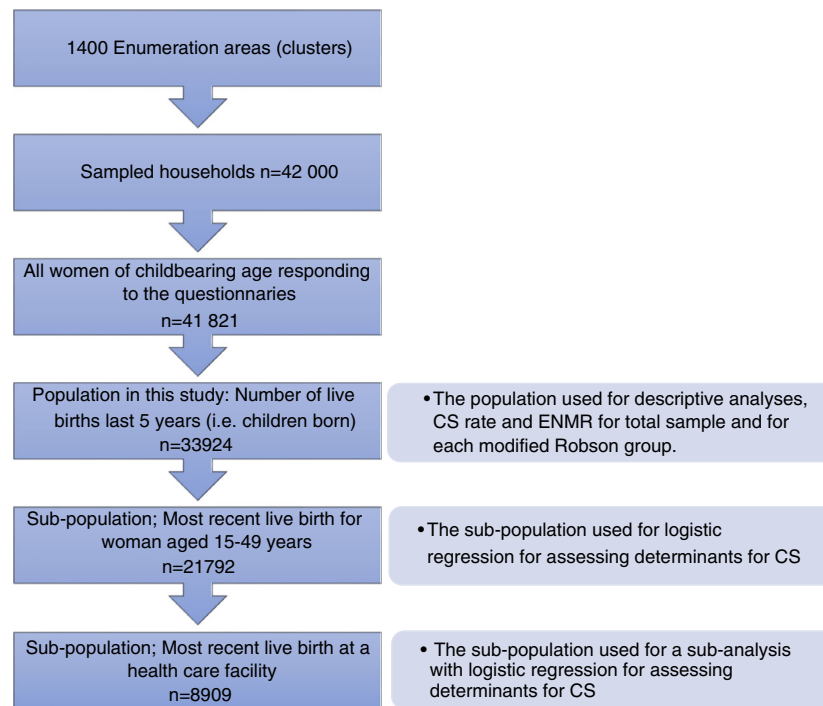 1400 Enumeration areas (clusters)
Sampled households n=42 000
All women of childbearing age responding
to the questionnaries
n=41 821
Population in this study: Number of live
births last 5 years (i.e. children born)
n=33924
•The population used for descriptive analyses,
CS rate and ENMR for total sample and for
each modified Robson group.
Sub-population; Most recent live birth for
woman aged 15-49 years
n=21792
•The sub-population used for logistic
regression for assessing determinants for CS
Sub-population; Most recent live birth at a
health care facility
n=8909
• The sub-population used for a sub-analysis
with logistic regression for assessing
determinants for CS